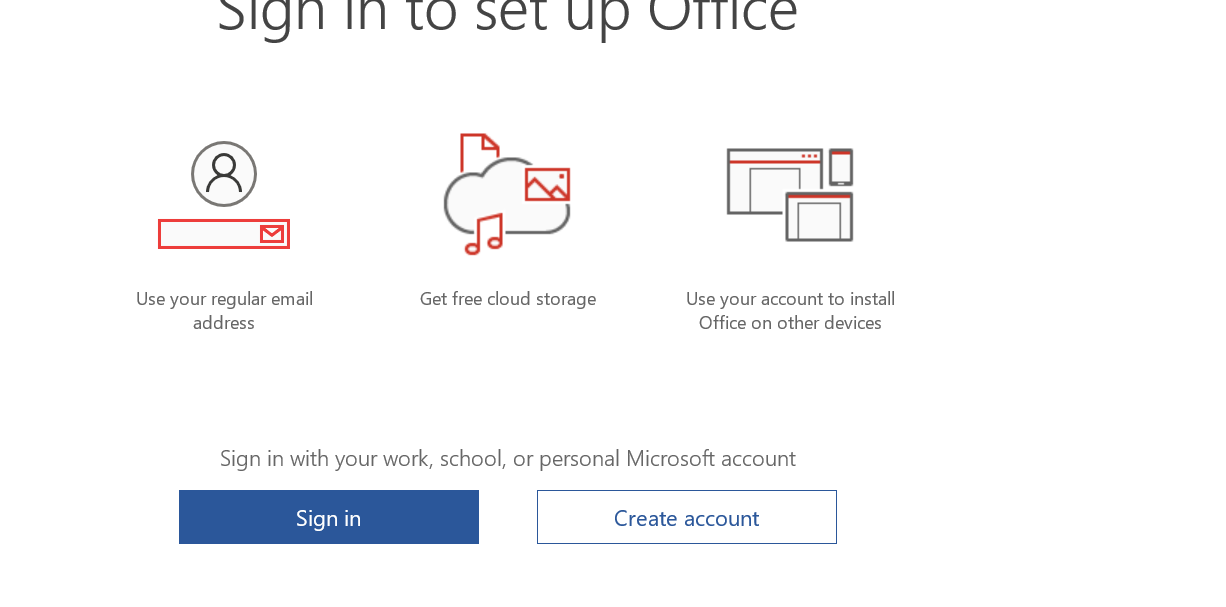 Sign in to set up Office
Use your regular email
address
Get free cloud storage
Use your account to install
Office on other devices
Sign in with your work, school, or personal Microsoft account
Sign in
Create account